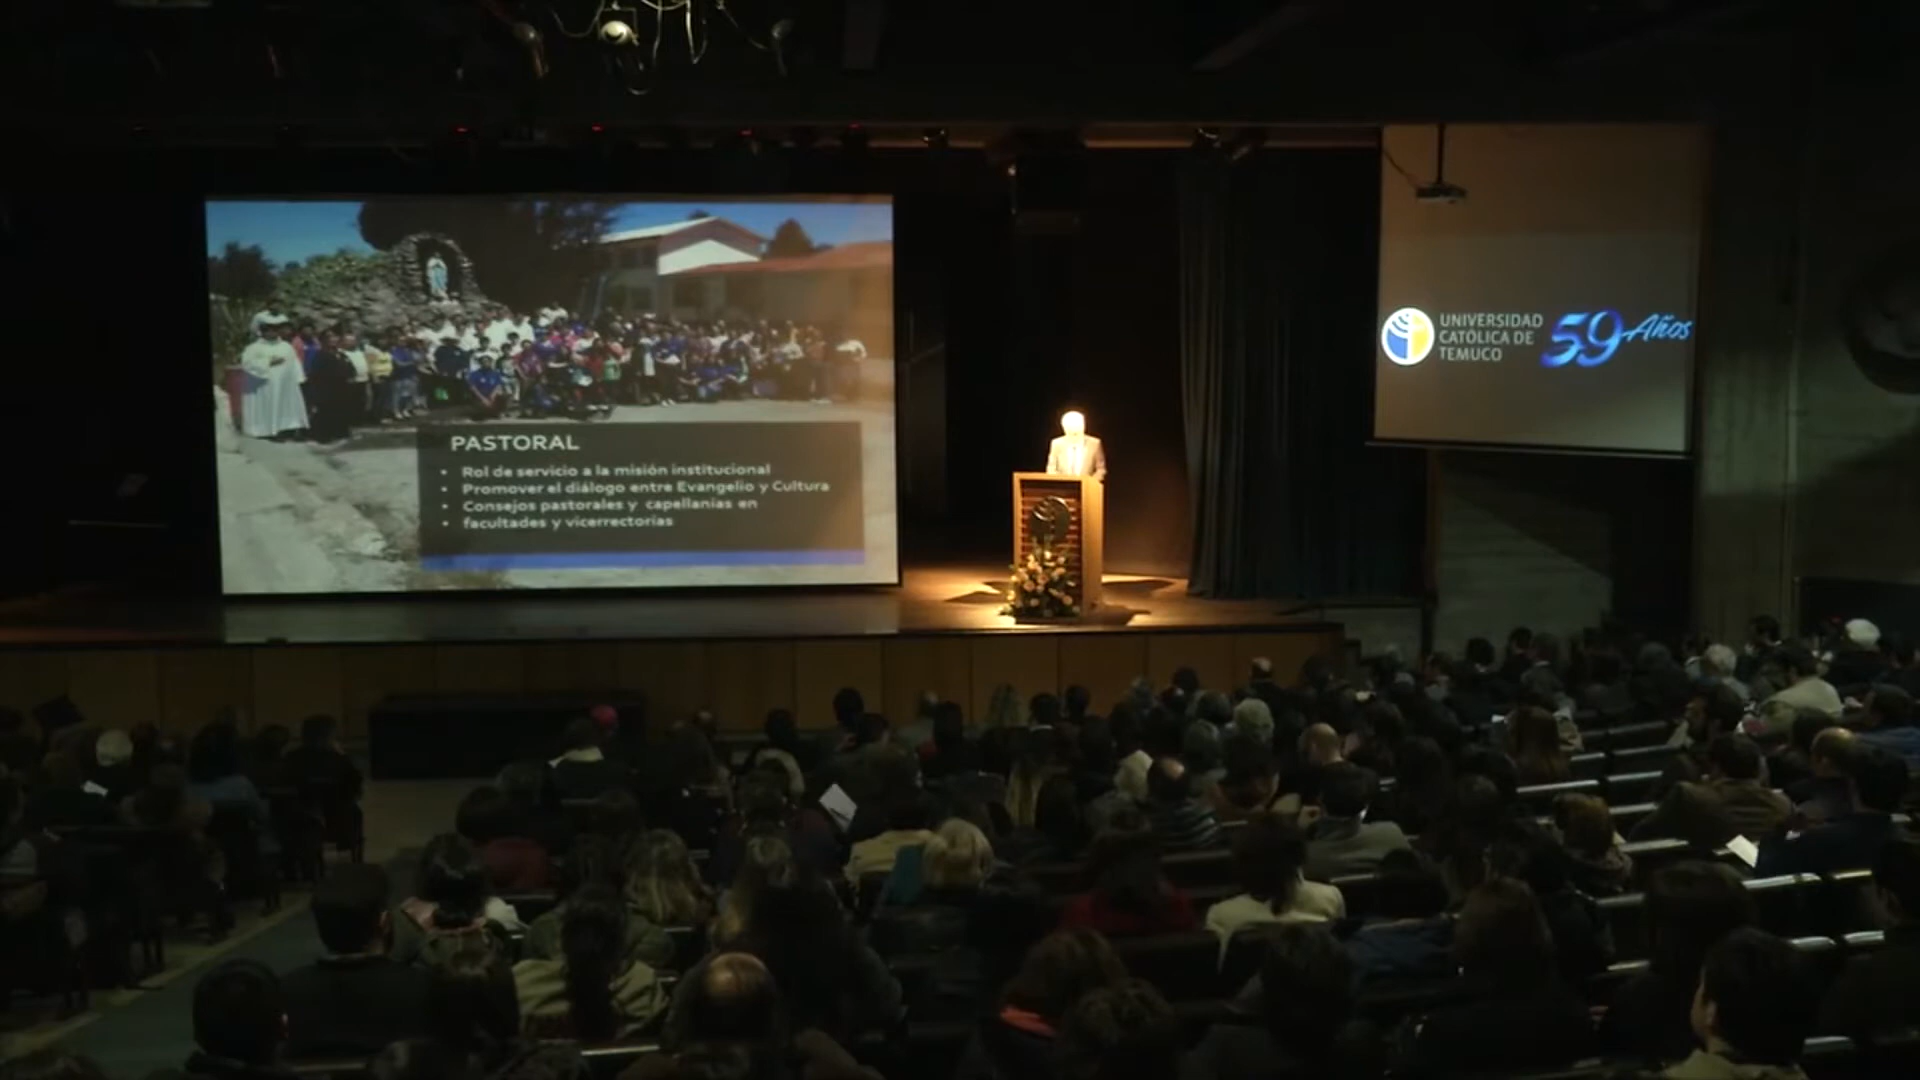 PASTORAL
• Rol de servicio a la misión institucional
• Promover el diálogo entre Evangelio y Cultura
• Consejos pastorales y capellanías en
• facultades y vicerrectorías
UNIVERSIDAD
CATÓLICA DE
TEMUCO
59 Años